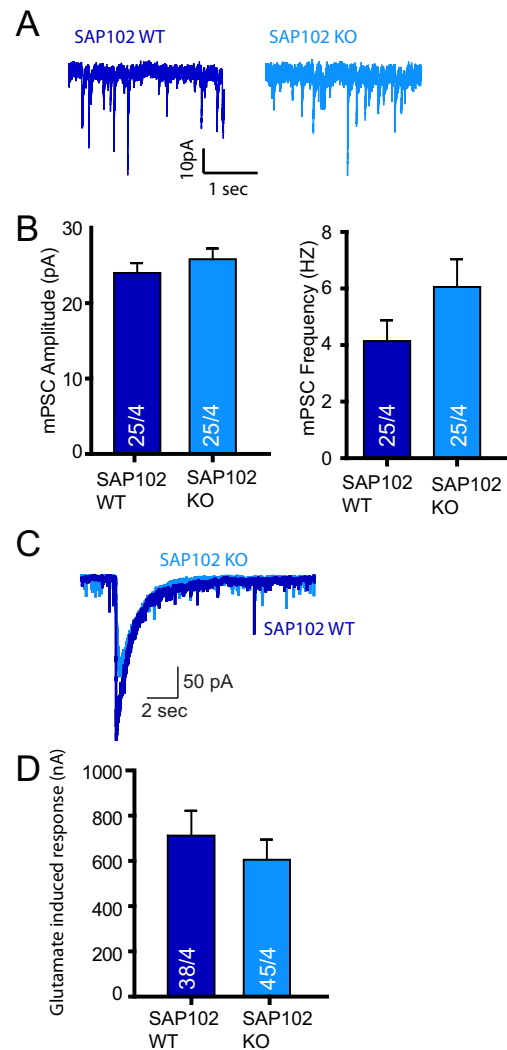 A
SAP102 WT
SAP102 KO
10pA
1 sec
B
mPSC Amplitude (pA)
30
20
10
0
25/4
25/4
SAP102
WT
SAP102
KO
mPSC Frequency (HZ)
8
6
4
2
0
25/4
25/4
SAP102
WT
SAP102
KO
C
SAP102 KO
SAP102 WT
50 pA
2 sec
D
Glutamate induced response (nA)
1000
800
600
400
200
0
38/4
45/4
SAP102
WT
SAP102
KO